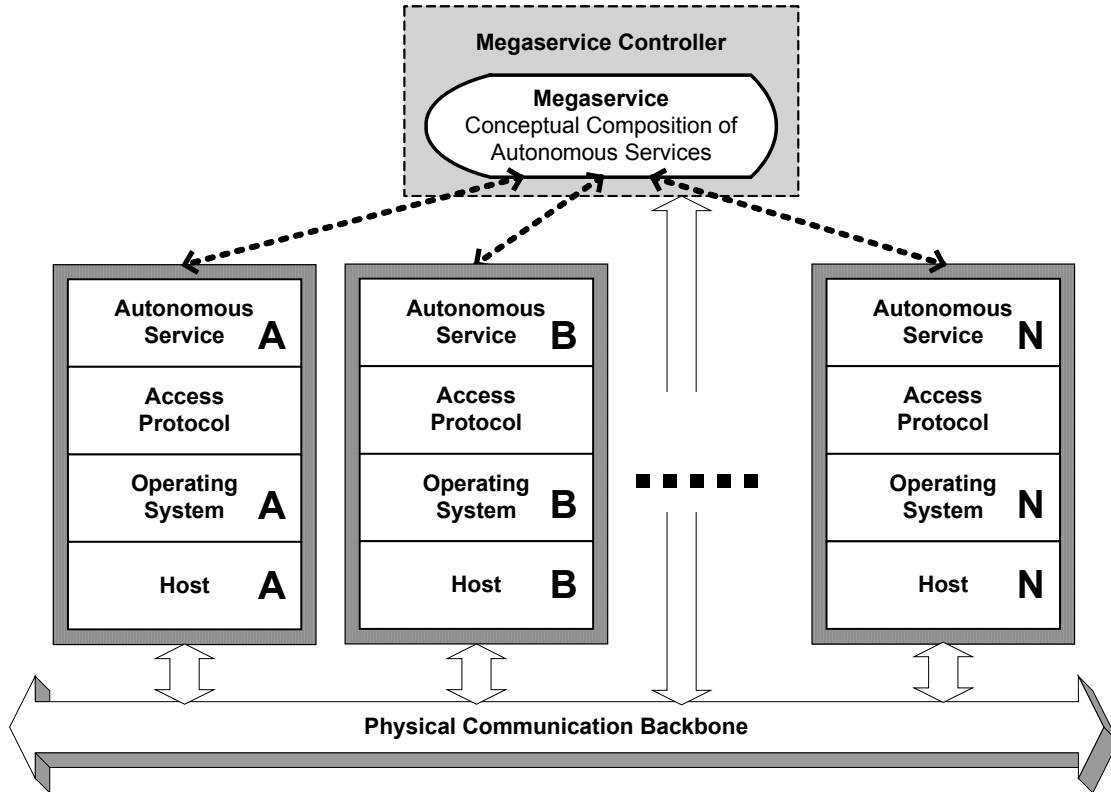 Megaservice Controller
Megaservice
Conceptual Composition of
Autonomous Services
Autonomous
Service A
Access
Protocol
Operating
System A
Host A
Autonomous
Service B
Access
Protocol
Operating
System B
Host B
Autonomous
Service N
Access
Protocol
Operating
System N
Host N
Physical Communication Backbone